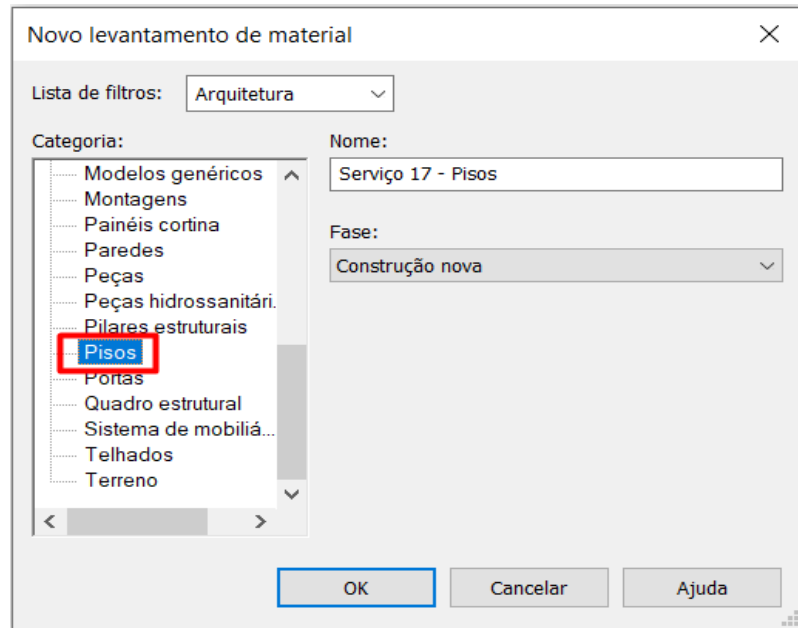 Novo levantamento de material
Lista de filtros: Arquitetura
Categoria:
Modelos genéricos
Montagens
Painéis cortina
Paredes
Peças
Peças hidrossanitári.
Pilares estruturais
Pisos
Portas
Quadro estrutural
Sistema de mobiliá...
Telhados
Terreno
Nome:
Serviço 17 - Pisos
Fase:
Construção nova
OK Cancelar Ajuda